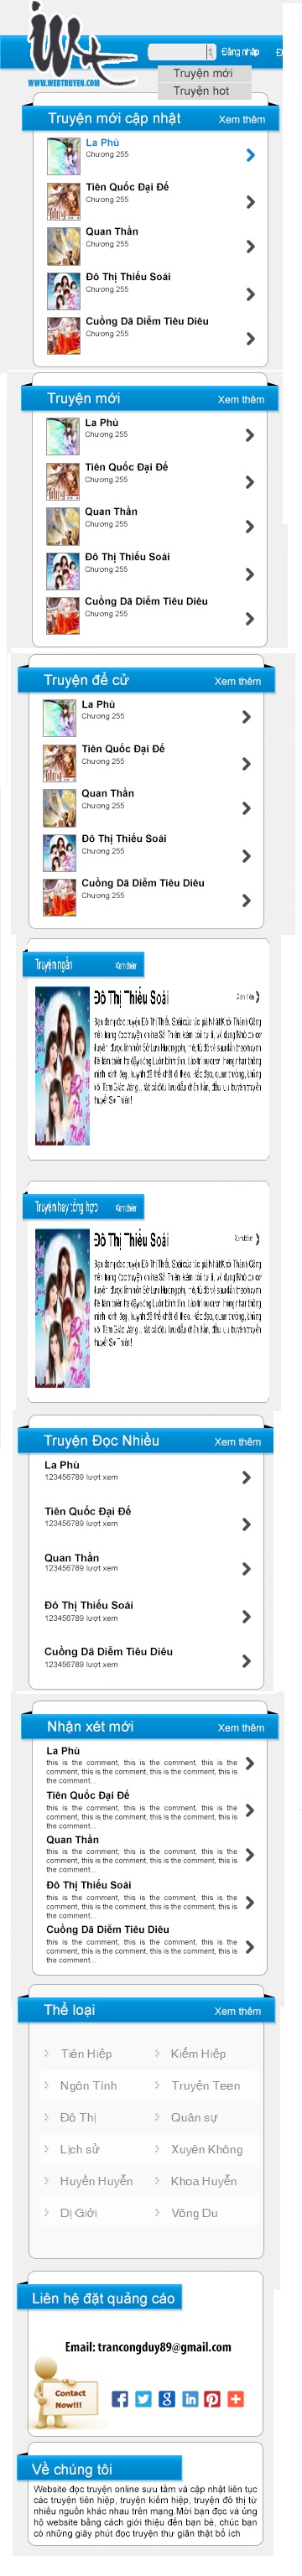 WWW.WEBTRUYEN.COM
Đăng nhập
Đ
Truyện mới
Truyện hot
Truyện mới cập nhật
Xem thêm
La Phù
Chương 255
Tiên Quốc Đại Đế
Chương 255
Quan Thần
Chương 255
Đô Thị Thiếu Soái
Chương 255
Cuồng Dã Diễm Tiêu Diêu
Chương 255
Truyện mới
Xem thêm
La Phù
Chương 255
Tiên Quốc Đại Đế
Chương 255
Quan Thần
Chương 255
Đô Thị Thiếu Soái
Chương 255
Cuồng Dã Diễm Tiêu Diêu
Chương 255
Truyện đề cử
Xem thêm
La Phù
Chương 255
Tiên Quốc Đại Đế
Chương 255
Quan Thần
Chương 255
Đô Thị Thiếu Soái
Chương 255
Cuồng Dã Diễm Tiêu Diêu
Chương 255
Truyện ngắn
Xem thêm
Đô Thị Thiếu Soái
Xem thêm
Truyện hay tổng hợp
Xem thêm
Đô Thị Thiếu Soái
Xem thêm
Truyện Đọc Nhiều
Xem thêm
La Phù
123456789 lượt xem
Tiên Quốc Đại Đế
123456789 lượt xem
Quan Thần
123456789 lượt xem
Đô Thị Thiếu Soái
123456789 lượt xem
Cuồng Dã Diễm Tiêu Diêu
123456789 lượt xem
Nhận xét mới
Xem thêm
La Phù
this is the comment, this is the comment, this is the
comment, this is the comment, this is the comment, this is
the comment...
Tiên Quốc Đại Đế
this is the comment, this is the comment, this is the
comment, this is the comment, this is the comment, this is
the comment...
Quan Thần
this is the comment, this is the comment, this is the
comment, this is the comment, this is the comment, this is
the comment...
Đô Thị Thiếu Soái
this is the comment, this is the comment, this is the
comment, this is the comment, this is the comment, this is
the comment...
Cuồng Dã Diễm Tiêu Diêu
this is the comment, this is the comment, this is the
comment, this is the comment, this is the comment, this is
the comment...
Thể loại
Xem thêm
Tiên Hiệp
Kiếm Hiệp
Ngôn Tình
Truyện Teen
Đô Thị
Quân sự
Lịch sử
Xuyên Không
Huyền Huyễn
Khoa Huyễn
Dị Giới
Võng Du
Liên hệ đặt quảng cáo
Email: trancongduy89@gmail.com
Contact
Now!!!
Về chúng tôi
Website đọc truyện online sưu tầm và cập nhật liên tục
các truyện tiên hiệp, truyện kiếm hiệp, truyện đô thị từ
nhiều nguồn khác nhau trên mạng.Mời bạn đọc và ủng
hộ website bằng cách giới thiệu đến bạn bè, chúc bạn
có những giây phút đọc truyện thư giãn thật bổ ích